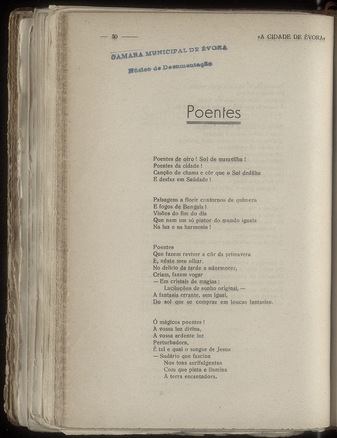 — 50 —
«A CIDADE DE ÉVORA»
CAMARA MUNICIPAL DE ÉVORA
Núcleo de Documentação
Poentes
Poentes de oiro! Sol de maravilha!
Poentes da cidade!
Canção de chama e côr que o Sol dedilha
E desfaz em Saüdade!
Paisagem a florir contornos de quimera
E fogos de Bengala!
Visões do fim do dia
Que nem um só pintor do mundo iguala
Na luz e na harmonia!
Poentes
Que fazem reviver a côr da primavera
E, nêste meu olhar,
No delírio da tarde a adormecer,
Criam, fazem vogar
— Em cristais de magias:
Lucilações de sonho original, —
A fantasia errante, sem igual,
Do sol que se compraz em loucas fantasias.
Ó mágicos poentes!
A vossa luz divina,
A vossa ardente luz
Perturbadora,
É tal e qual o sangue de Jesus
— Sudário que fascina
Nos tons aurifulgentes
Com que pinta e ilumina
A terra encantadora.